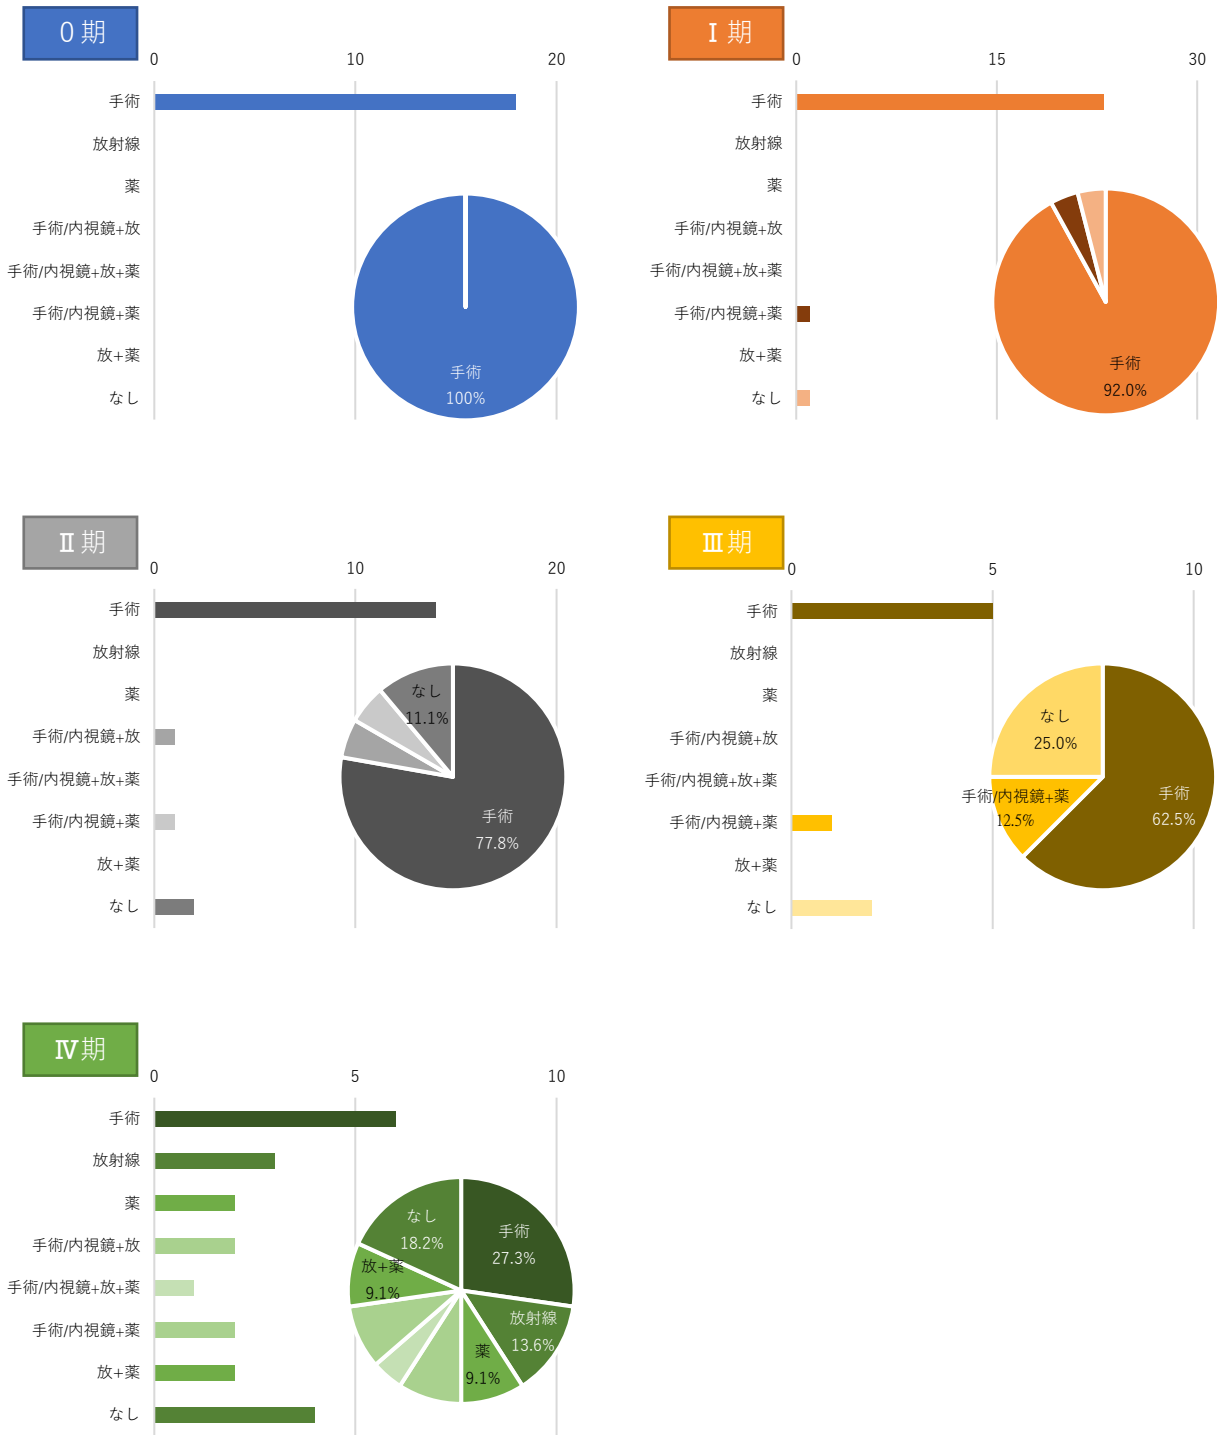 0 期
0 10 20
手術
放射線
薬
手術/内視鏡+放
手術/内視鏡+放+薬
手術/内視鏡+薬
放+薬
なし
手術
100%
Ⅰ 期
0 15 30
手術
放射線
薬
手術/内視鏡+放
手術/内視鏡+放+薬
手術/内視鏡+薬
放+薬
なし
手術
92.0%
Ⅱ 期
0 10 20
手術
放射線
薬
手術/内視鏡+放
手術/内視鏡+放+薬
手術/内視鏡+薬
放+薬
なし
なし
11.1%
手術
77.8%
Ⅲ 期
0 5 10
手術
放射線
薬
手術/内視鏡+放
手術/内視鏡+放+薬
手術/内視鏡+薬
放+薬
なし
なし
25.0%
手術/内視鏡+薬
12.5%
手術
62.5%
Ⅳ 期
0 5 10
手術
放射線
薬
手術/内視鏡+放
手術/内視鏡+放+薬
手術/内視鏡+薬
放+薬
なし
なし
18.2%
手術
27.3%
放+薬
9.1%
放射線
13.6%
薬
9.1%